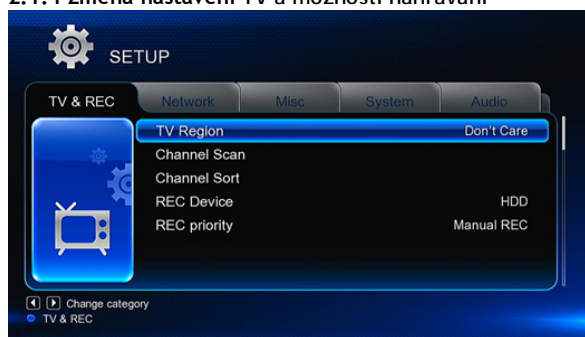 SETUP
TV & REC Network Misc System Audio
TV Region Don't Care
Channel Scan
Channel Sort
REC Device HDD
REC priority Manual REC
Change category
TV & REC